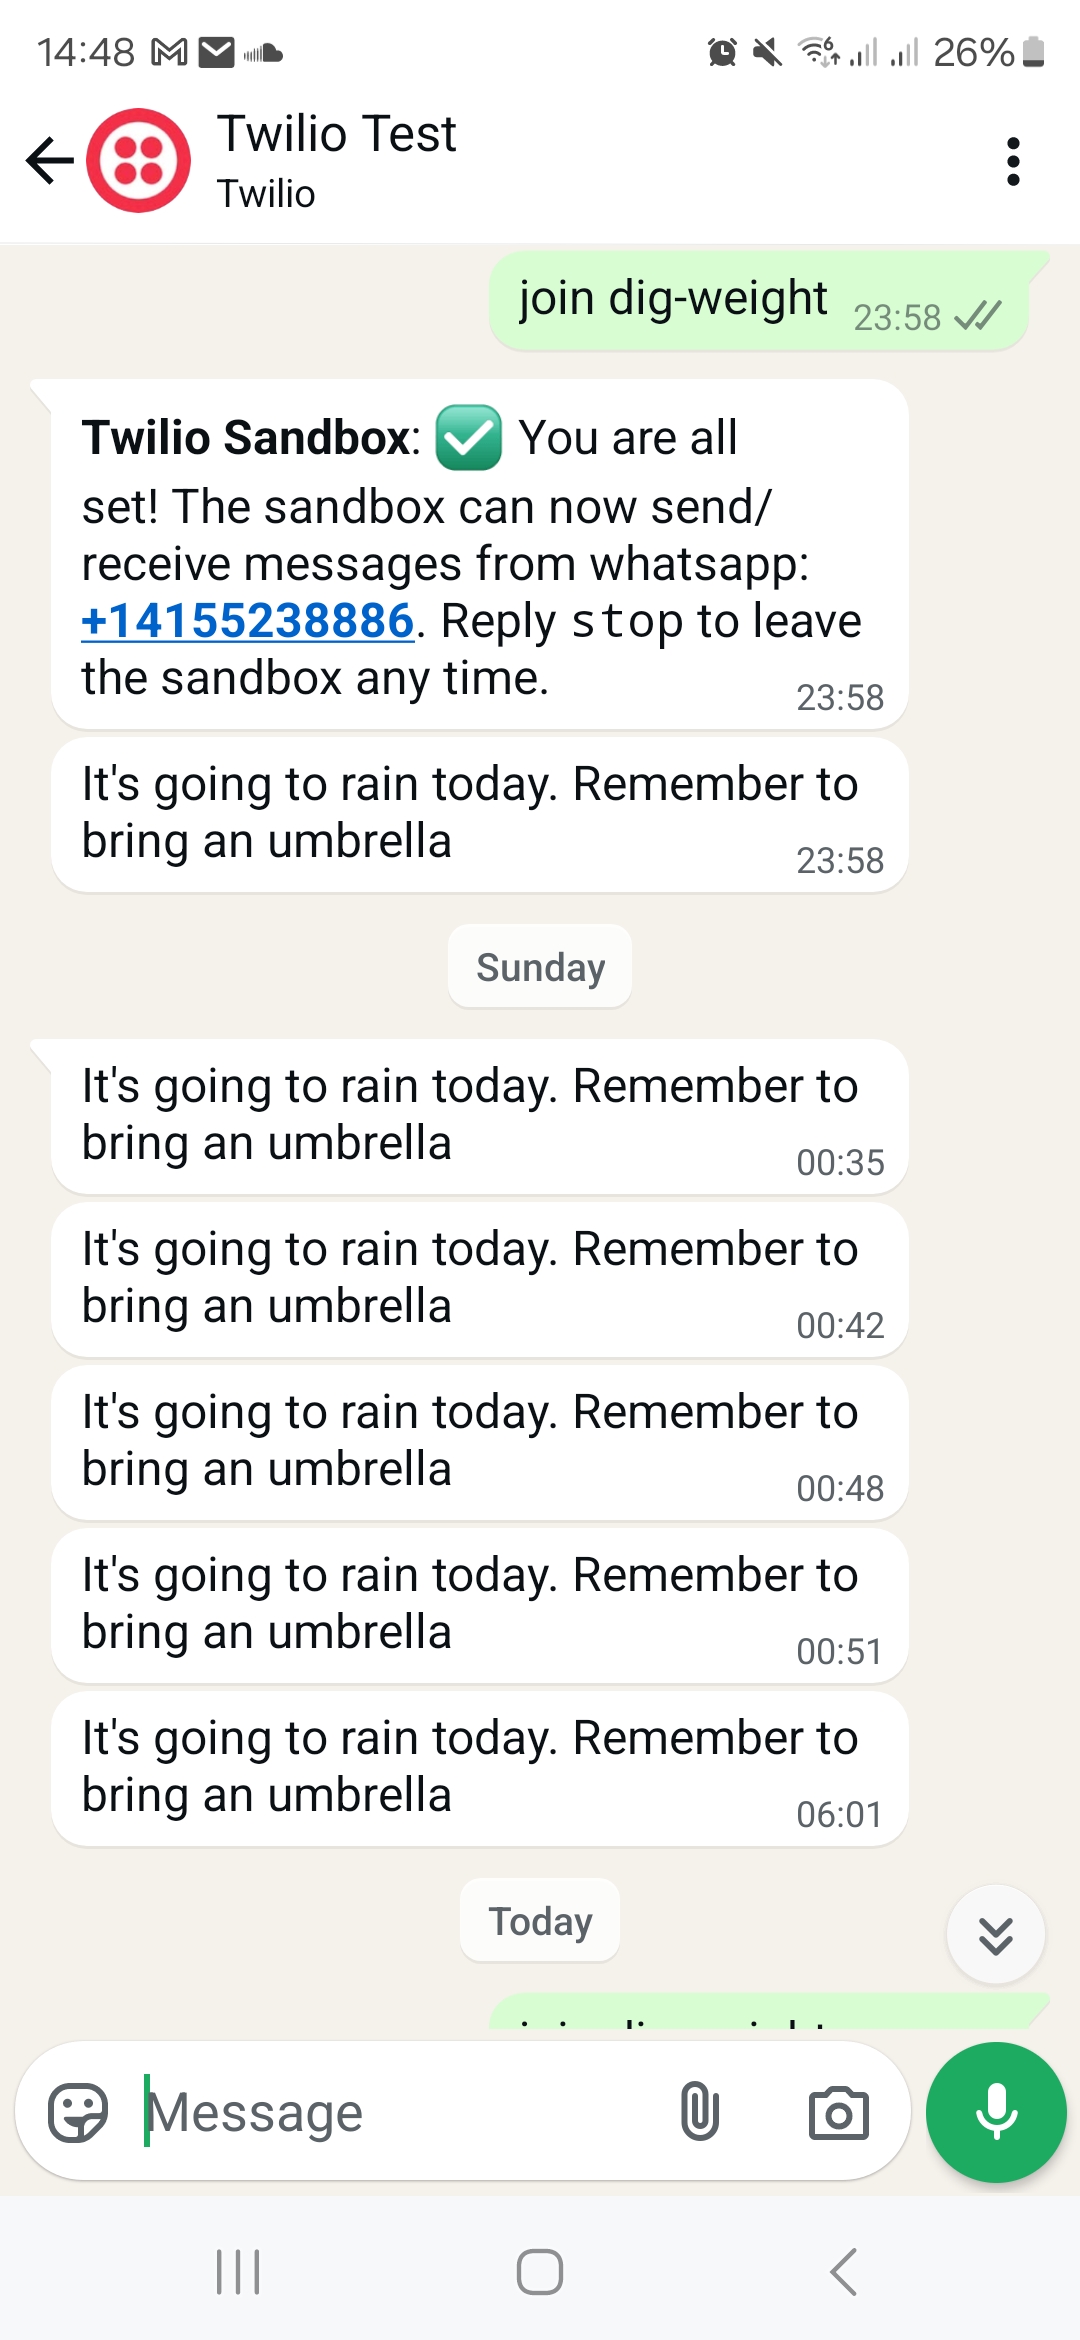 14:48
26%
Twilio Test
Twilio
join dig-weight 23:58
Twilio Sandbox: ✅ You are all
set! The sandbox can now send/
receive messages from whatsapp:
+14155238886. Reply stop to leave
the sandbox any time.
23:58
It's going to rain today. Remember to
bring an umbrella
23:58
Sunday
It's going to rain today. Remember to
bring an umbrella
00:35
It's going to rain today. Remember to
bring an umbrella
00:42
It's going to rain today. Remember to
bring an umbrella
00:48
It's going to rain today. Remember to
bring an umbrella
00:51
It's going to rain today. Remember to
bring an umbrella
06:01
Today
Message